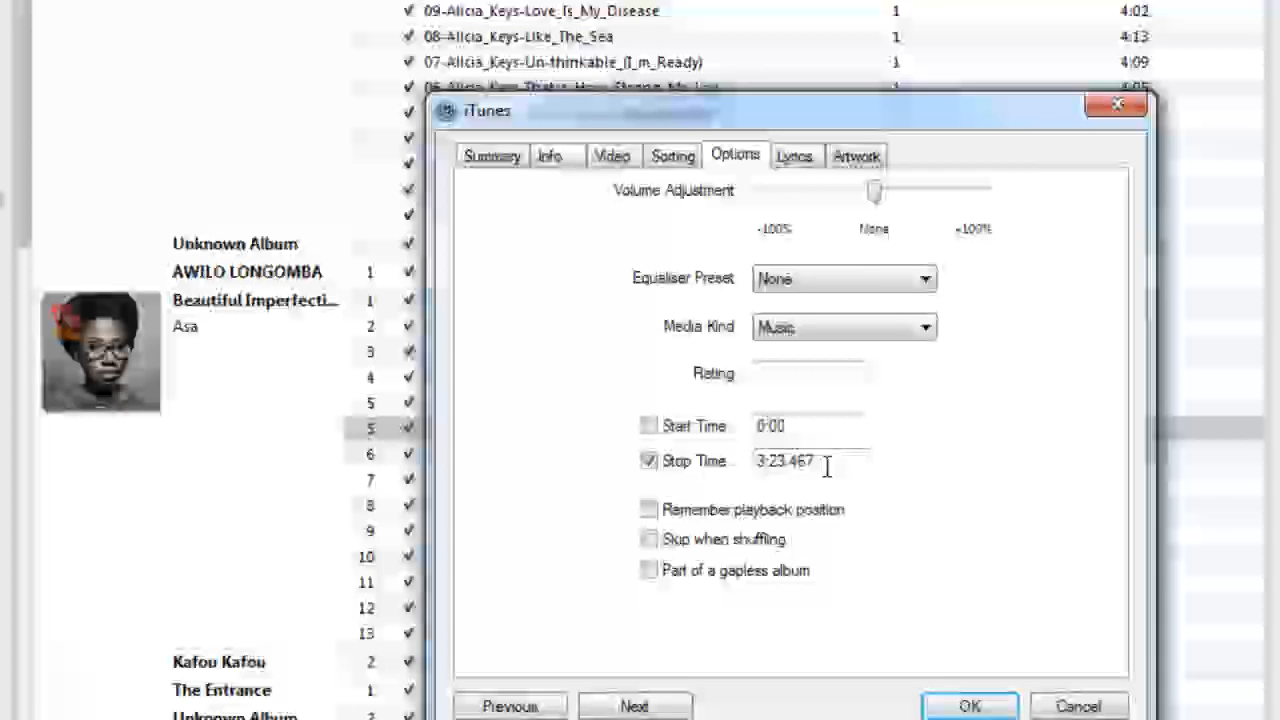 09-Alicia_Keys-Love_Is_My_Disease 1 4:02
08-Alicia_Keys-Like_The_Sea 1 4:13
07-Alicia_Keys-Un-thinkable_(I_m_Ready) 1 4:09
iTunes
Summary Info Video Sorting Options Lyrics Artwork
Volume Adjustment
-100% None +100%
Unknown Album
AWILO LONGOMBA 1
Equaliser Preset None
Beautiful Imperfecti... 1
Asa 2
Media Kind Music
3
Rating
4
5
5
Start Time 0:00
6
Stop Time 3:23.467
7
8
Remember playback position
9
Skip when shuffling
10
Part of a gapless album
11
12
13
Kafou Kafou 2
The Entrance 1
Previous Next OK Cancel
Unknown Album 2